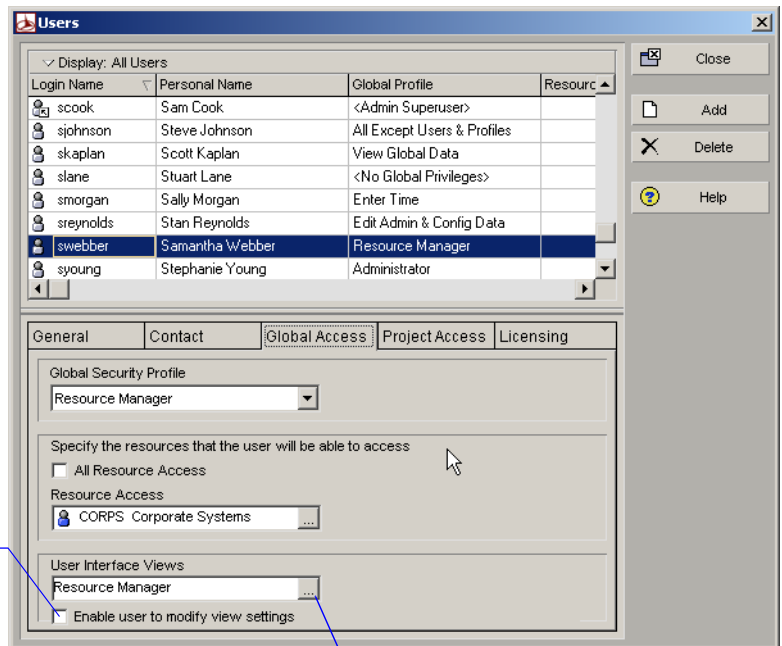 Users
Display: All Users
Close
Login Name Personal Name Global Profile Resourc
scook Sam Cook <Admin Superuser>
Add
sjohnson Steve Johnson All Except Users & Profiles
skaplan Scott Kaplan View Global Data
Delete
slane Stuart Lane <No Global Privileges>
smorgan Sally Morgan Enter Time
Help
sreynolds Stan Reynolds Edit Admin & Config Data
swebber Samantha Webber Resource Manager
syoung Stephanie Young Administrator
General Contact Global Access Project Access Licensing
Global Security Profile
Resource Manager
Specify the resources that the user will be able to access
All Resource Access
Resource Access
CORPS Corporate Systems ...
User Interface Views
Resource Manager ...
Enable user to modify view settings